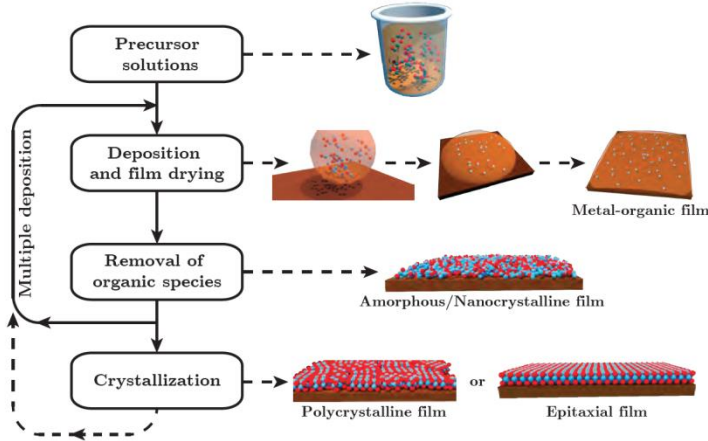 Precursor
solutions
Multiple deposition
Deposition
and film drying
Metal-organic film
Removal of
organic species
Amorphous/Nanocrystalline film
Crystallization
or
Polycrystalline film
Epitaxial film